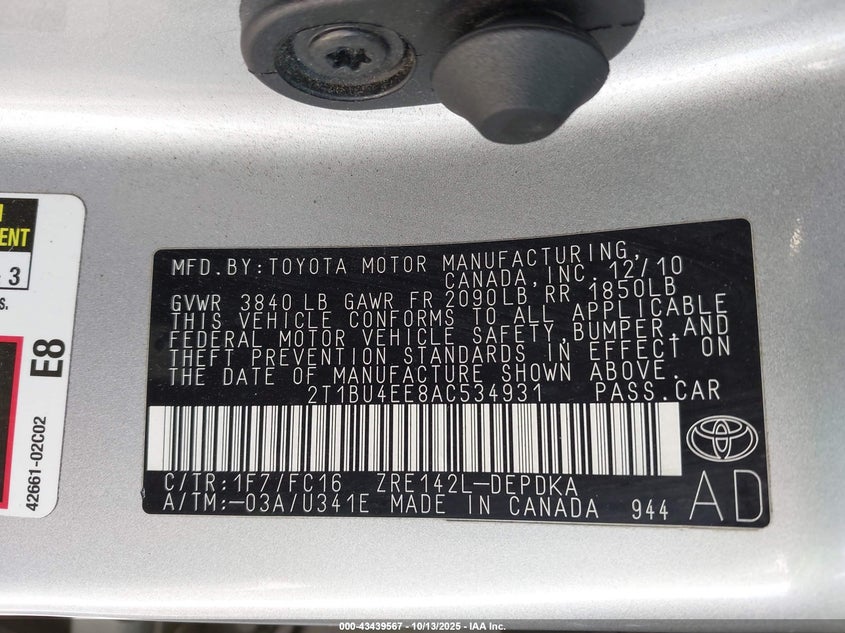 MFD.BY:TOYOTA MOTOR MANUFACTURING,
CANADA,INC. 12/10
GVWR 3840 LB GAWR FR 2090LB RR 1850LB
THIS VEHICLE CONFORMS TO ALL APPLICABLE
FEDERAL MOTOR VEHICLE SAFETY,BUMPER,AND
THEFT PREVENTION STANDARDS IN EFFECT ON
THE DATE OF MANUFACTURE SHOWN ABOVE.
2T1BU4EE8AC534931 PASS.CAR
C/TR:1F7/FC16 ZRE142L-DEPDKA
A/TM:-03A/U341E MADE IN CANADA 944
AD
ENT
3
s.
E8
42661-02C02
000-43439567 - 10/13/2025 - IAA Inc.